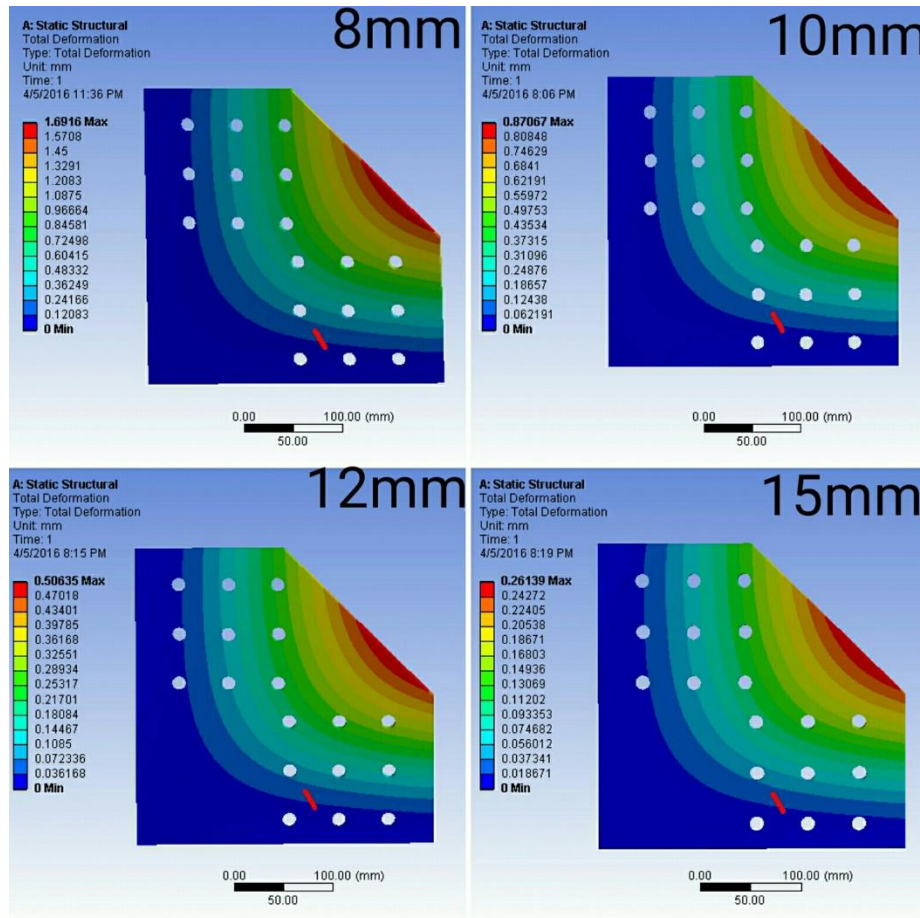 A: Static Structural
Total Deformation
Type: Total Deformation
Unit: mm
Time: 1
4/5/2016 11:36 PM
8mm
1.6916 Max
1.5708
1.45
1.3291
1.2083
1.0875
0.96664
0.84581
0.72498
0.60415
0.48332
0.36249
0.24166
0.12083
0 Min
0.00
100.00 (mm)
50.00
A: Static Structural
Total Deformation
Type: Total Deformation
Unit: mm
Time: 1
4/5/2016 8:06 PM
10mm
0.87067 Max
0.80848
0.74629
0.6841
0.62191
0.55972
0.49753
0.43534
0.37315
0.31096
0.24876
0.18657
0.12438
0.062191
0 Min
0.00
100.00 (mm)
50.00
A: Static Structural
Total Deformation
Type: Total Deformation
Unit: mm
Time: 1
4/5/2016 8:15 PM
12mm
0.50635 Max
0.47018
0.43401
0.39785
0.36168
0.32551
0.28934
0.25317
0.21701
0.18084
0.14467
0.1085
0.072336
0.036168
0 Min
0.00
100.00 (mm)
50.00
A: Static Structural
Total Deformation
Type: Total Deformation
Unit: mm
Time: 1
4/5/2016 8:19 PM
15mm
0.26139 Max
0.24272
0.22405
0.20538
0.18671
0.16803
0.14936
0.13069
0.11202
0.093353
0.074682
0.056012
0.037341
0.018671
0 Min
0.00
100.00 (mm)
50.00